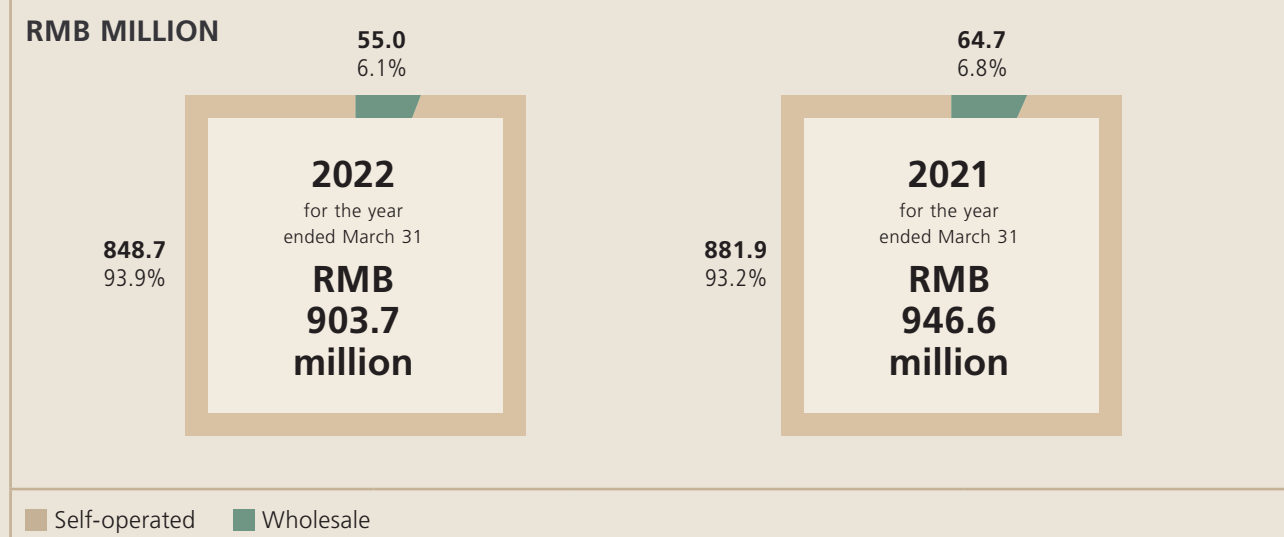 RMB MILLION
55.0
6.1%
848.7
93.9%
2022
for the year
ended March 31
RMB
903.7
million
64.7
6.8%
881.9
93.2%
2021
for the year
ended March 31
RMB
946.6
million
Self-operated
Wholesale